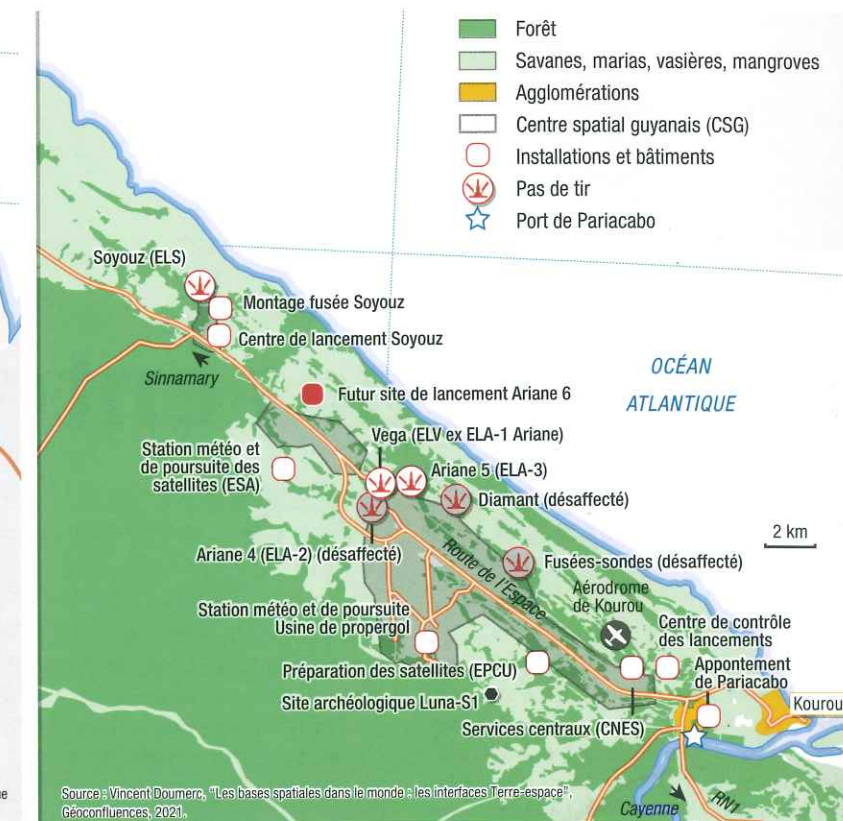 Forêt
Savanes, marias, vasières, mangroves
Agglomérations
Centre spatial guyanais (CSG)
Installations et bâtiments
Pas de tir
Port de Pariacabo
Soyouz (ELS)
Montage fusée Soyouz
Centre de lancement Soyouz
Sinnamary
OCÉAN
ATLANTIQUE
Futur site de lancement Ariane 6
Vega (ELV ex ELA-1 Ariane)
Station météo et
de poursuite des
satellites (ESA)
Ariane 5 (ELA-3)
Diamant (désaffecté)
2 km
Ariane 4 (ELA-2) (désaffecté)
Route de l'Espace
Fusées-sondes (désaffecté)
Aérodrome
de Kourou
Station météo et de poursuite
Usine de propergol
Centre de contrôle
des lancements
Préparation des satellites (EPCU)
Appontement
de Pariacabo
Site archéologique Luna-S1
Kourou
Services centraux (CNES)
Source : Vincent Doumerc, "Les bases spatiales dans le monde : les interfaces Terre-espace",
Géoconfluences, 2021.
Cayenne
RN1